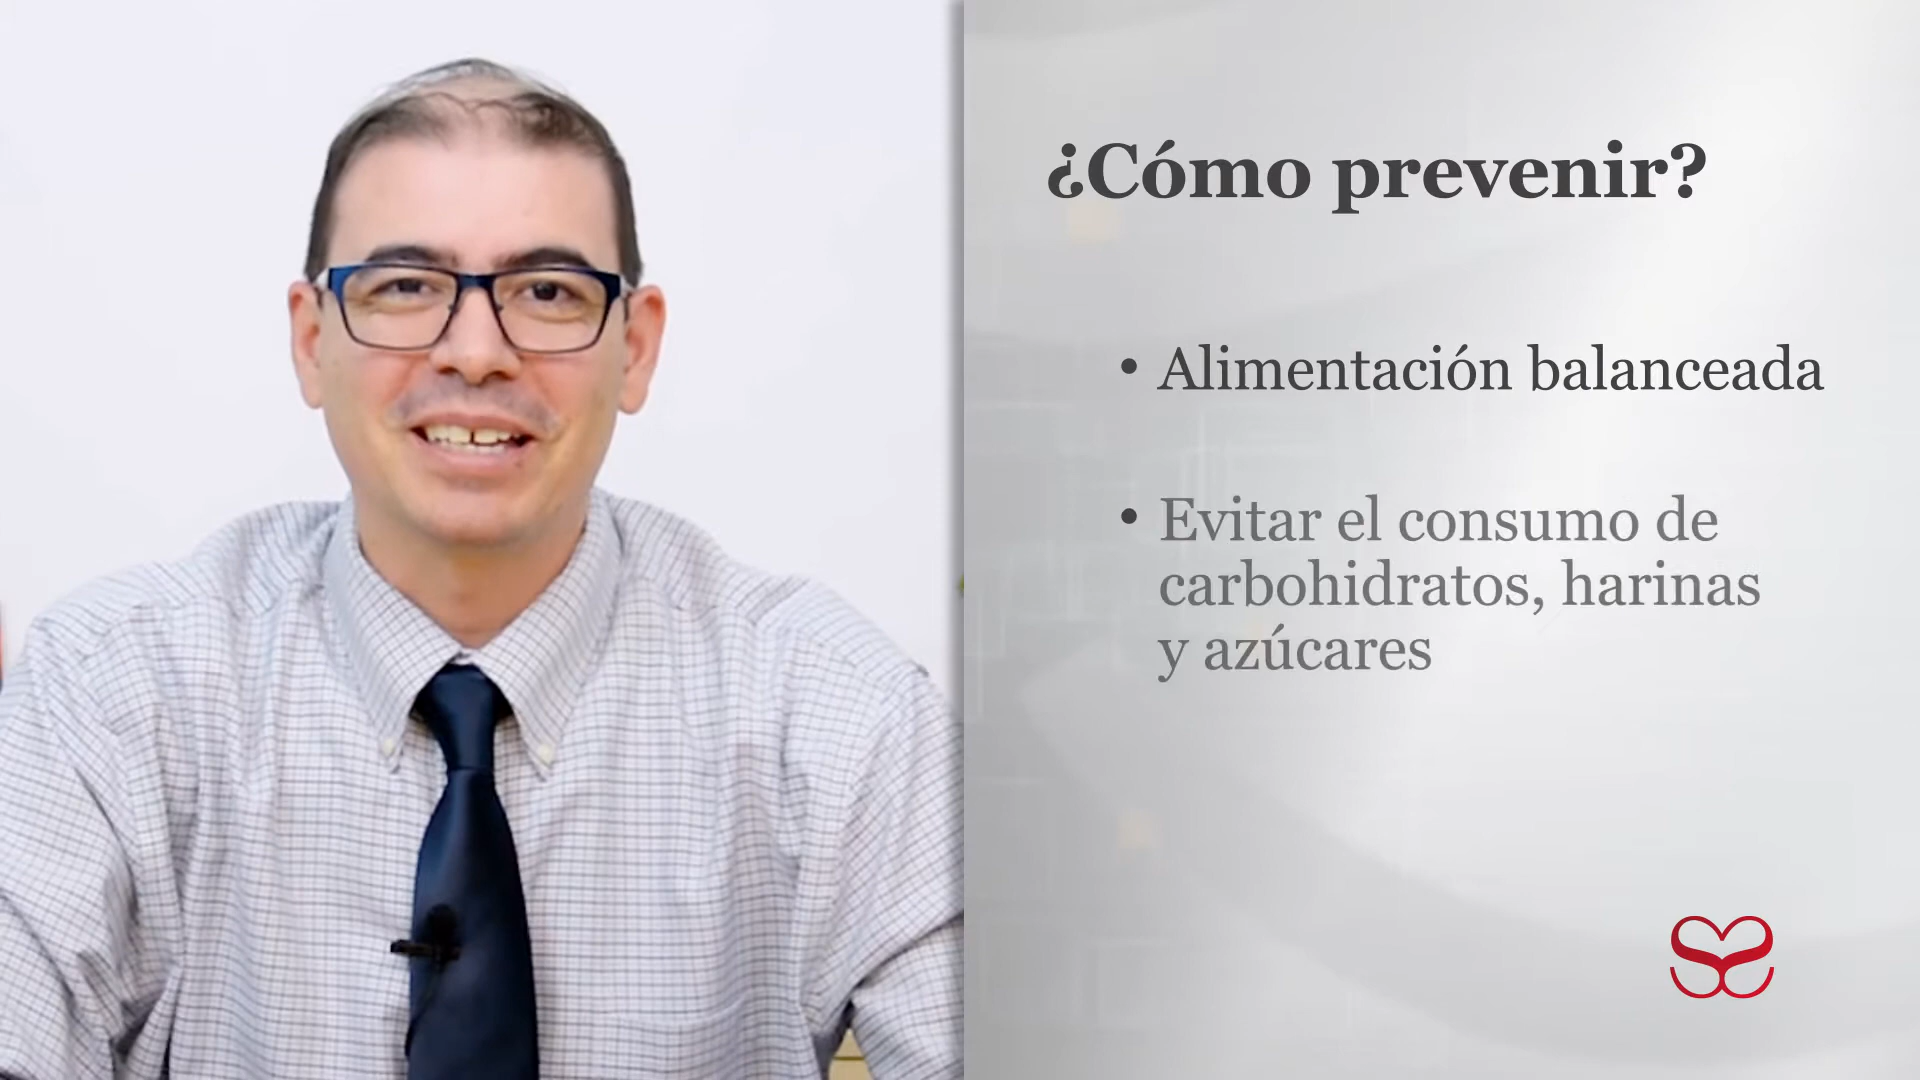 ¿Cómo prevenir?
• Alimentación balanceada
• Evitar el consumo de
carbohidratos, harinas
y azúcares